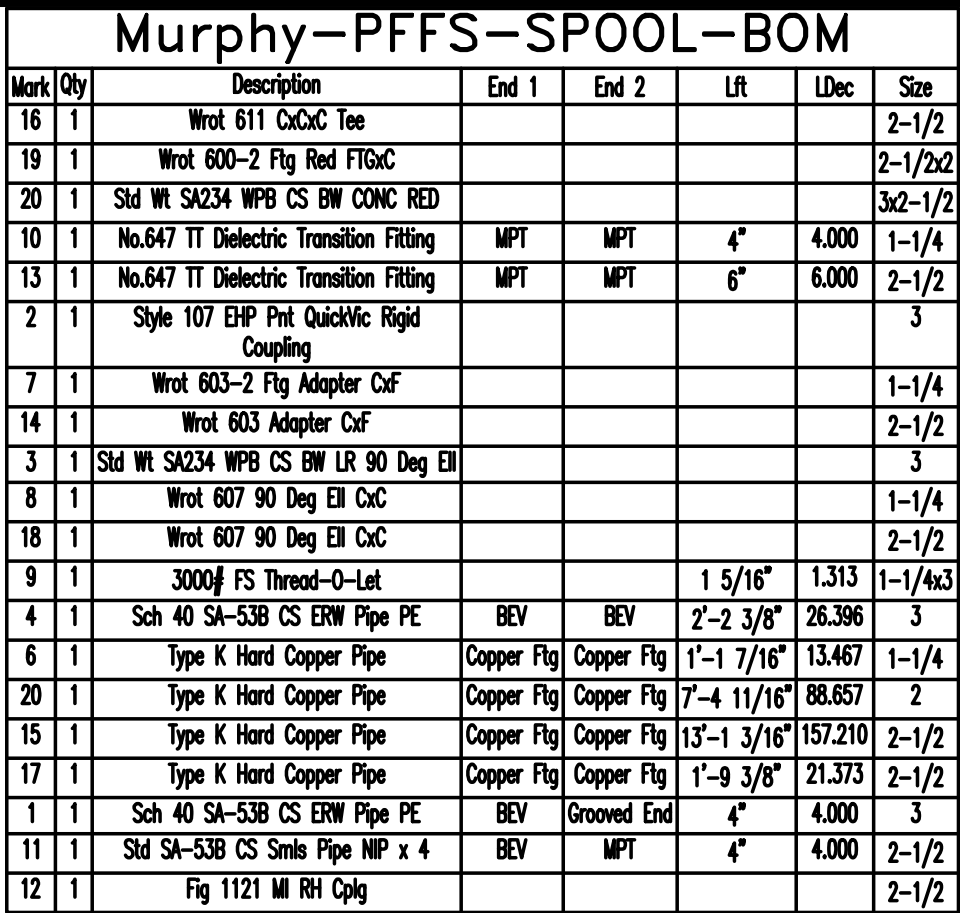 Murphy-PFFS-SPOOL-BOM
Mark Qty Description End 1 End 2 Lft LDec Size
16 1 Wrot 611 CxCxC Tee 2-1/2
19 1 Wrot 600-2 Ftg Red FTGxC 2-1/2x2
20 1 Std Wt SA234 WPB CS BW CONC RED 3x2-1/2
10 1 No.647 TT Dielectric Transition Fitting MPT MPT 4" 4.000 1-1/4
13 1 No.647 TT Dielectric Transition Fitting MPT MPT 6" 6.000 2-1/2
2 1 Style 107 EHP Pnt QuickVic Rigid 3
Coupling
7 1 Wrot 603-2 Ftg Adapter CxF 1-1/4
14 1 Wrot 603 Adapter CxF 2-1/2
3 1 Std Wt SA234 WPB CS BW LR 90 Deg Ell 3
8 1 Wrot 607 90 Deg Ell CxC 1-1/4
18 1 Wrot 607 90 Deg Ell CxC 2-1/2
9 1 3000# FS Thread-O-Let 1 5/16" 1.313 1-1/4x3
4 1 Sch 40 SA-53B CS ERW Pipe PE BEV BEV 2'-2 3/8" 26.396 3
6 1 Type K Hard Copper Pipe Copper Ftg Copper Ftg 1'-1 7/16" 13.467 1-1/4
20 1 Type K Hard Copper Pipe Copper Ftg Copper Ftg 7'-4 11/16" 88.657 2
15 1 Type K Hard Copper Pipe Copper Ftg Copper Ftg 13'-1 3/16" 157.210 2-1/2
17 1 Type K Hard Copper Pipe Copper Ftg Copper Ftg 1'-9 3/8" 21.373 2-1/2
1 1 Sch 40 SA-53B CS ERW Pipe PE BEV Grooved End 4" 4.000 3
11 1 Std SA-53B CS Smls Pipe NIP x 4 BEV MPT 4" 4.000 2-1/2
12 1 Fig 1121 MI RH Cplg 2-1/2